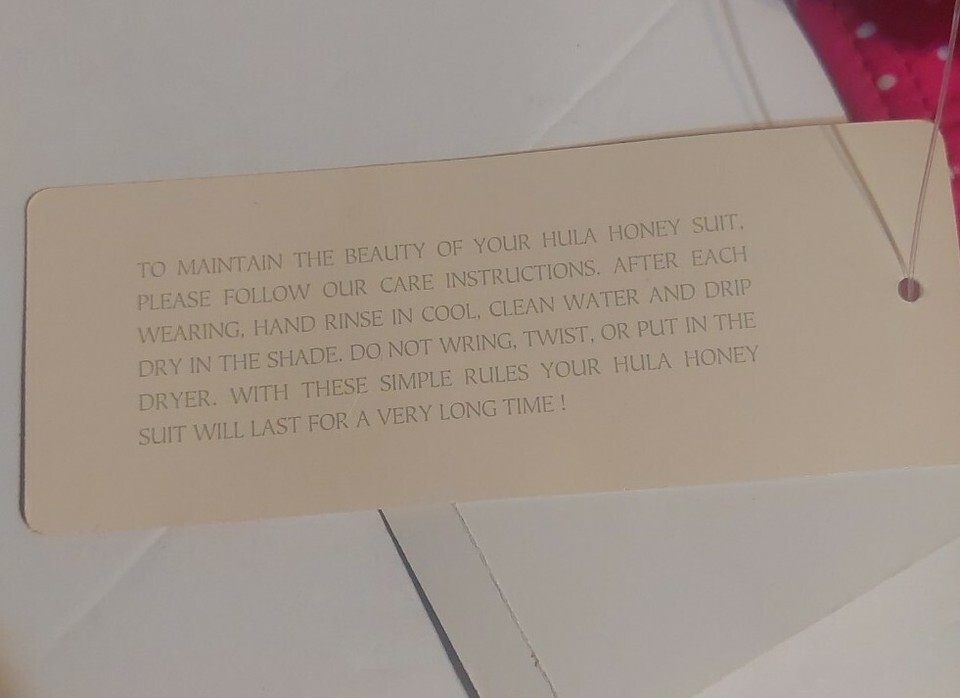 TO MAINTAIN THE BEAUTY OF YOUR HULA HONEY SUIT,
PLEASE FOLLOW OUR CARE INSTRUCTIONS. AFTER EACH
WEARING, HAND RINSE IN COOL, CLEAN WATER AND DRIP
DRY IN THE SHADE. DO NOT WRING, TWIST, OR PUT IN THE
DRYER. WITH THESE SIMPLE RULES YOUR HULA HONEY
SUIT WILL LAST FOR A VERY LONG TIME !